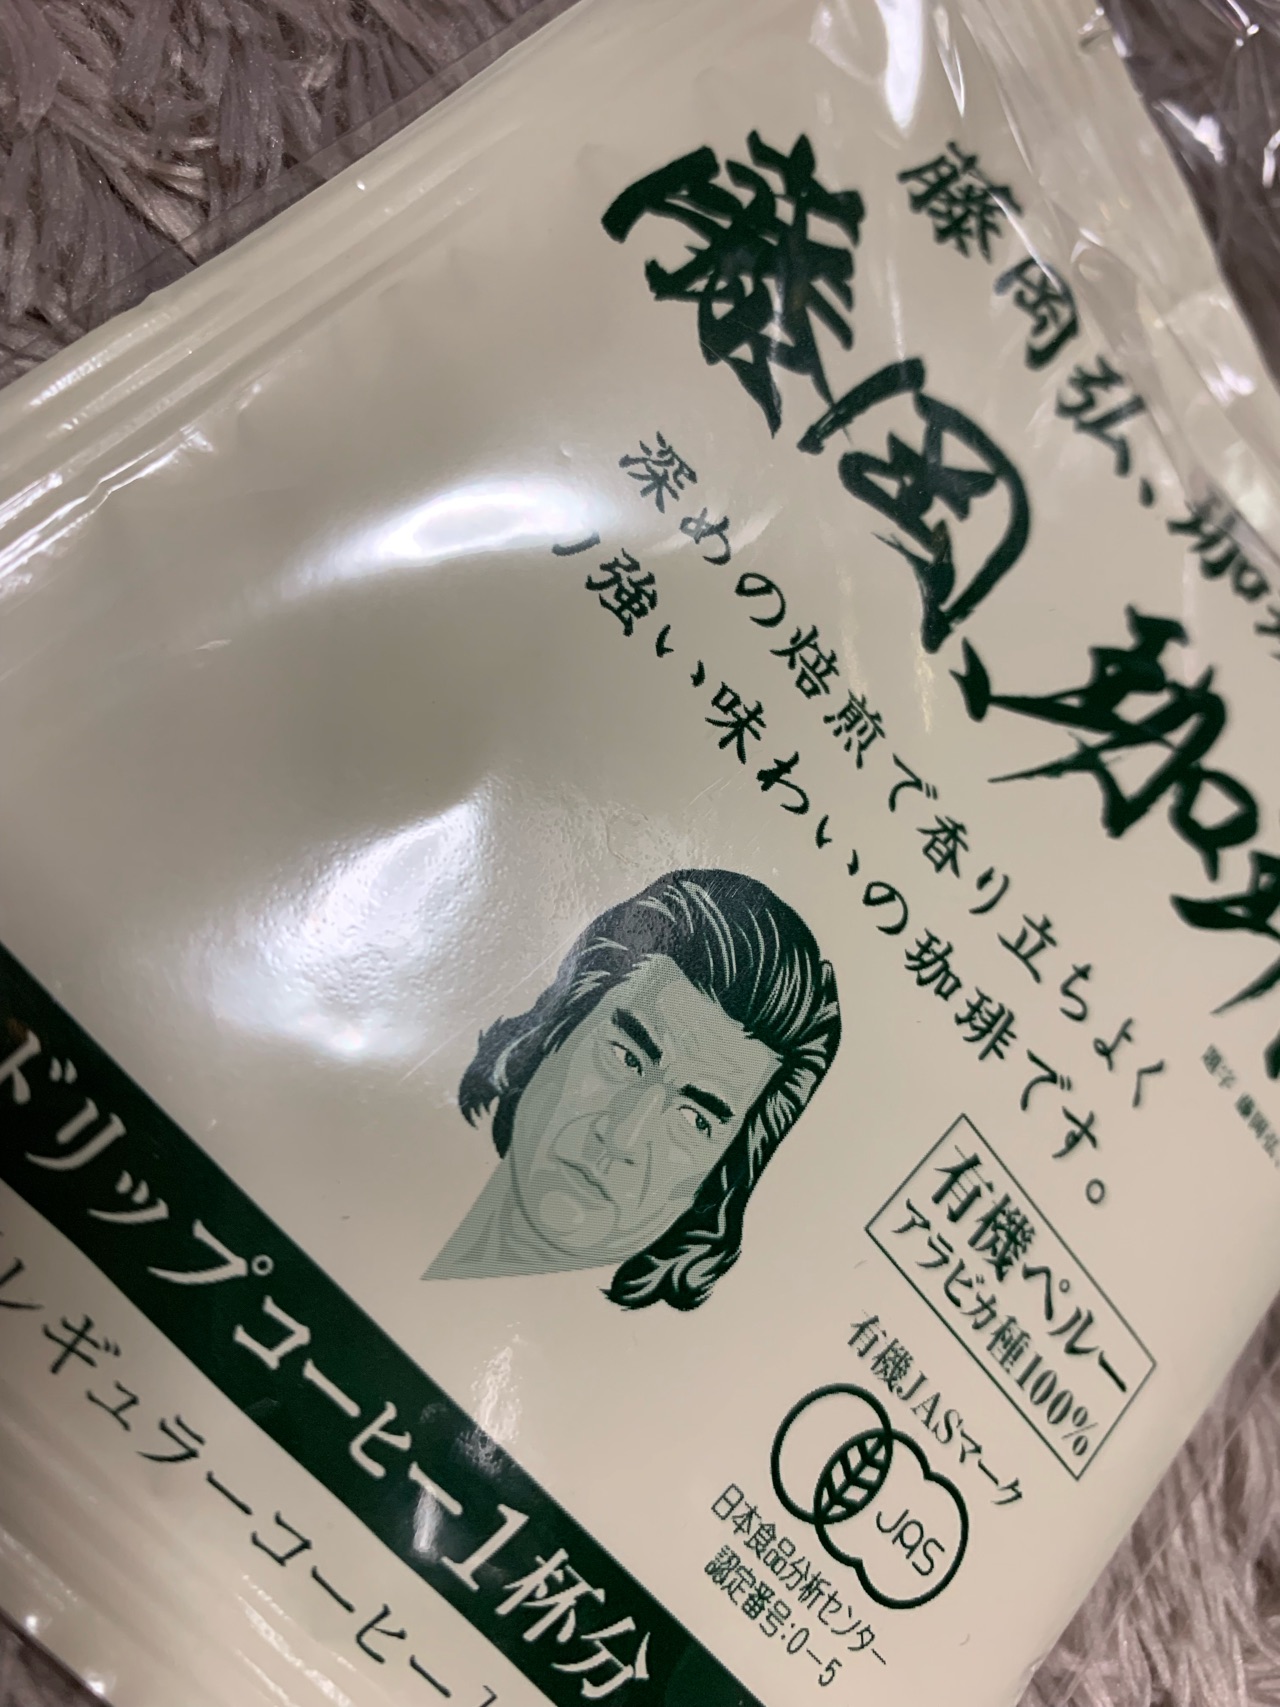 藤岡弘、珈
藤岡、珈
深めの焙煎で香り立ちよく
り強い味わいの珈琲です。
有機ペルー
アラビカ種100%
有機JASマーク
JAS
日本食品分析センター
認定番号:0-5
ドリップコーヒー1杯分
レギュラーコーヒー